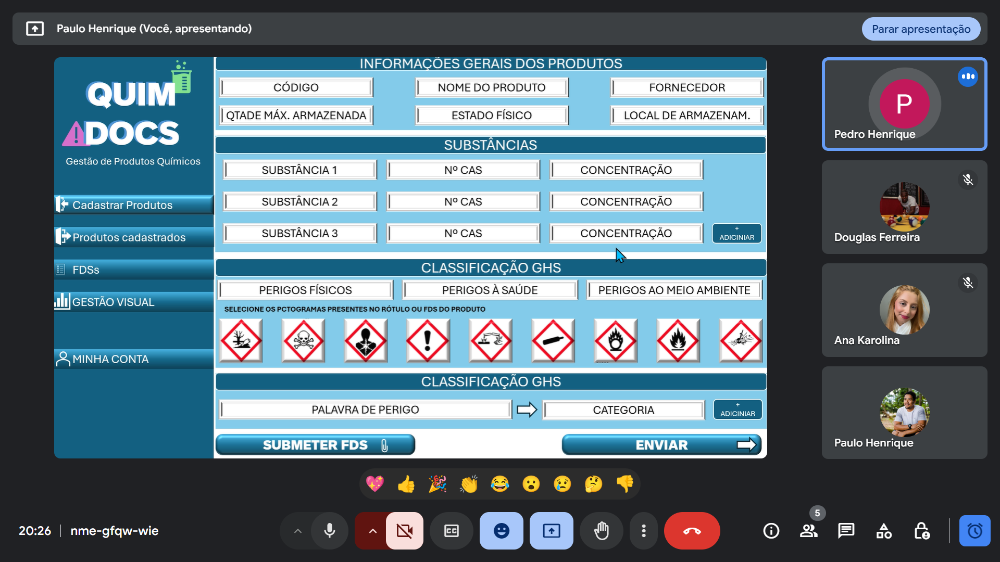 Paulo Henrique (Você, apresentando)
Parar apresentação
QUIM
DOCS
Gestão de Produtos Químicos
Cadastrar Produtos
Produtos cadastrados
FDSs
GESTÃO VISUAL
MINHA CONTA
INFORMAÇÕES GERAIS DOS PRODUTOS
CÓDIGO
NOME DO PRODUTO
FORNECEDOR
QTADE MÁX. ARMAZENADA
ESTADO FÍSICO
LOCAL DE ARMAZENAM.
SUBSTÂNCIAS
SUBSTÂNCIA 1
Nº CAS
CONCENTRAÇÃO
SUBSTÂNCIA 2
Nº CAS
CONCENTRAÇÃO
SUBSTÂNCIA 3
Nº CAS
CONCENTRAÇÃO
+
ADICINIAR
CLASSIFICAÇÃO GHS
PERIGOS FÍSICOS
PERIGOS À SAÚDE
PERIGOS AO MEIO AMBIENTE
SELECIONE OS PCTOGRAMAS PRESENTES NO RÓTULO OU FDS DO PRODUTO
CLASSIFICAÇÃO GHS
PALAVRA DE PERIGO
CATEGORIA
+
ADICINIAR
SUBMETER FDS
ENVIAR
P
Pedro Henrique
Douglas Ferreira
Ana Karolina
Paulo Henrique
20:26
nme-gfqw-wie
CC
5